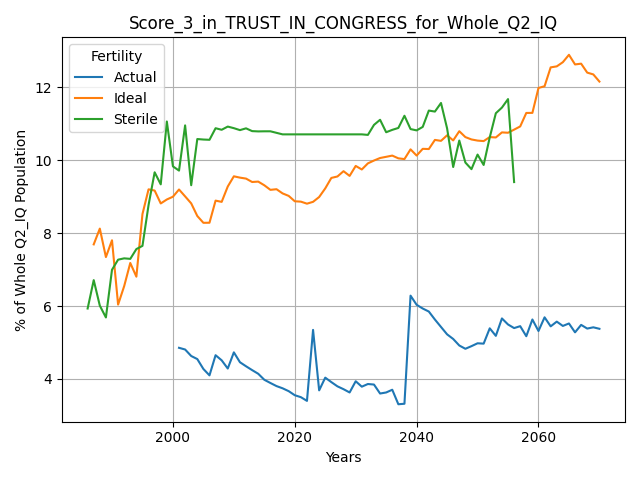 Score_3_in_TRUST_IN_CONGRESS_for_Whole_Q2_IQ
Fertility
Actual
Ideal
Sterile
% of Whole Q2_IQ Population
12
10
8
6
4
2000 2020 2040 2060
Years